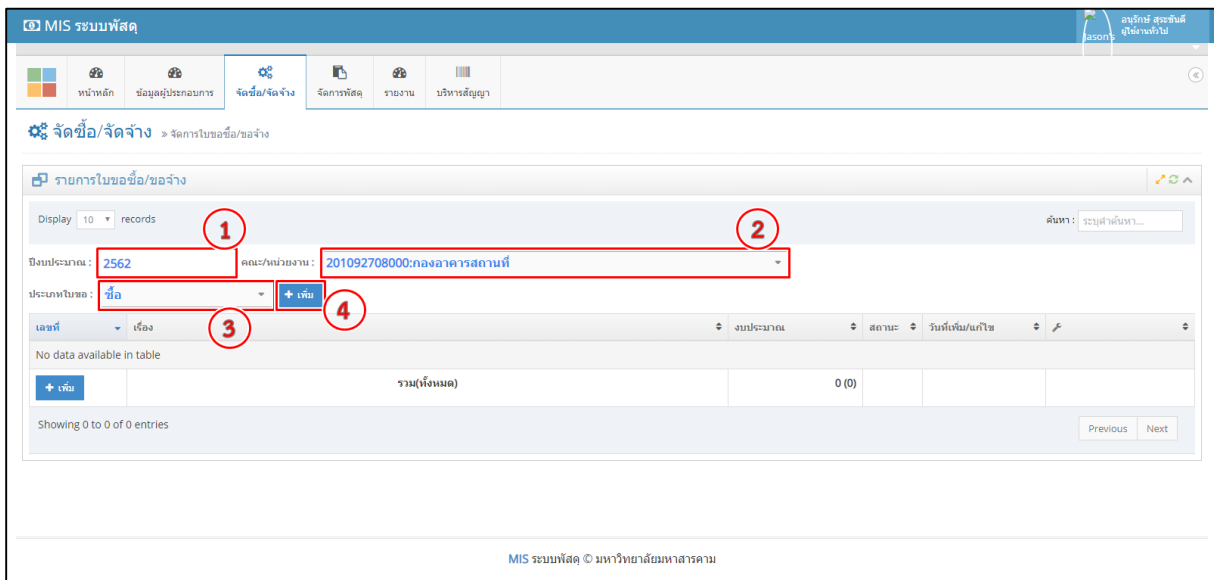 MIS ระบบพัสดุ
Jason's
อนุรักษ์ สุระขันดี
ผู้ใช้งานทั่วไป
หน้าหลัก ข้อมูลผู้ประกอบการ จัดซื้อ/จัดจ้าง จัดการพัสดุ รายงาน บริหารสัญญา
จัดซื้อ/จัดจ้าง » จัดการใบขอซื้อ/ขอจ้าง
รายการใบขอซื้อ/ขอจ้าง
Display 10 records ค้นหา : ระบุคำค้นหา...
1 2
ปีงบประมาณ : 2562 คณะ/หน่วยงาน : 201092708000:กองอาคารสถานที่
ประเภทใบขอ : ซื้อ + เพิ่ม
3 4
เลขที่ เรื่อง งบประมาณ สถานะ วันที่เพิ่ม/แก้ไข
No data available in table
+ เพิ่ม รวม(ทั้งหมด) 0 (0)
Showing 0 to 0 of 0 entries Previous Next
MIS ระบบพัสดุ © มหาวิทยาลัยมหาสารคาม